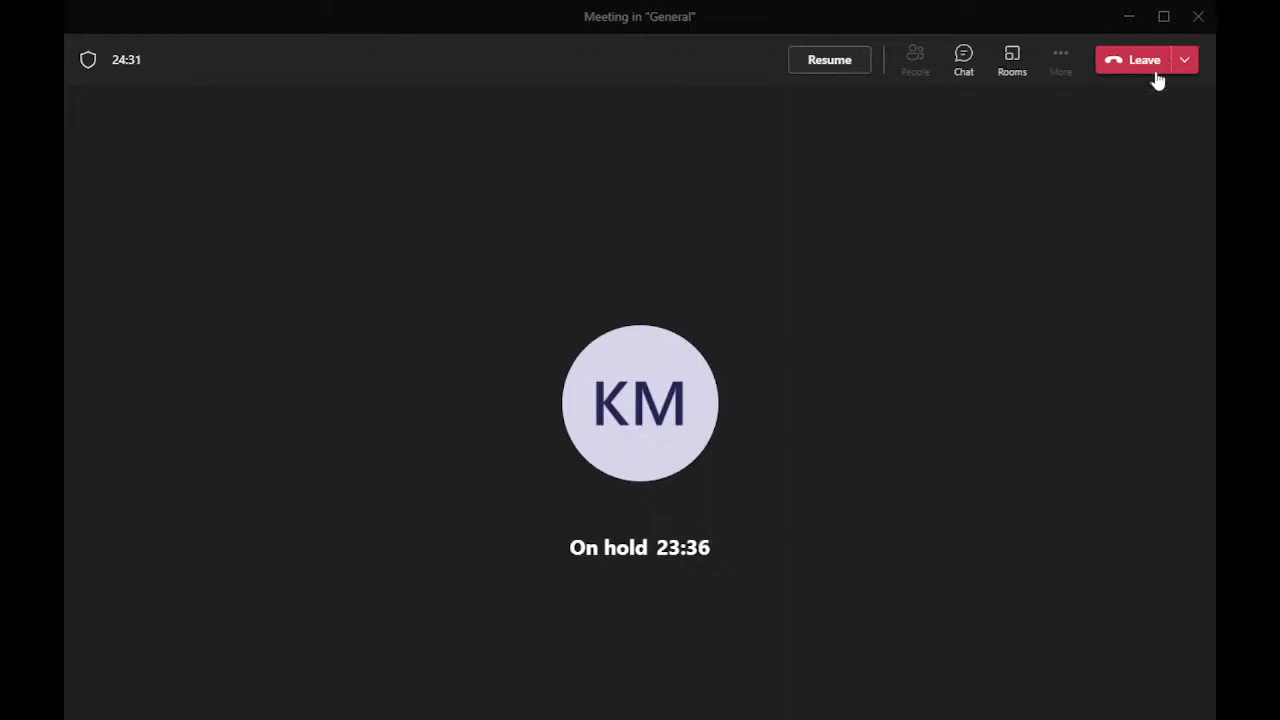 Meeting in "General"
24:31
Resume
People
Chat
Rooms
More
Leave
KM
On hold 23:36